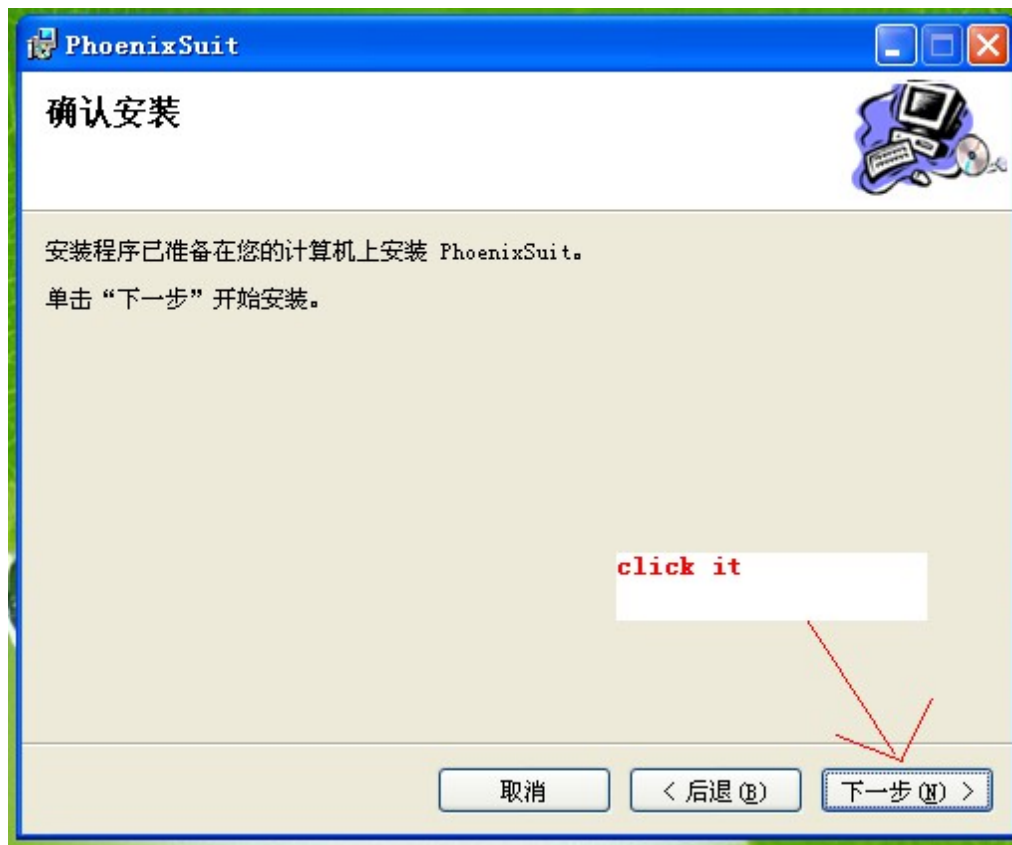 PhoenixSuit
确认安装
安装程序已准备在您的计算机上安装 PhoenixSuit。
单击“下一步”开始安装。
click it
取消
< 后退(B)
下一步(N) >